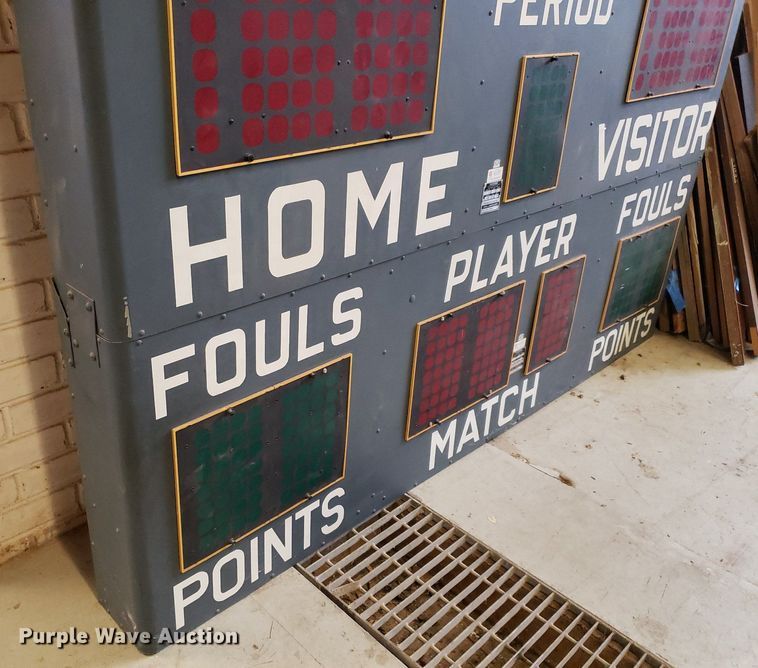 PERIOD
HOME
VISITOR
FOULS
PLAYER
FOULS
POINTS
MATCH
POINTS
Purple Wave Auction